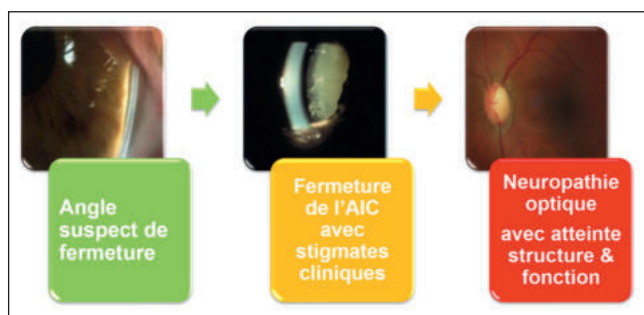 Angle
suspect de
fermeture
Fermeture
de l'AIC
avec
stigmates
cliniques
Neuropathie
optique
avec atteinte
structure &
fonction